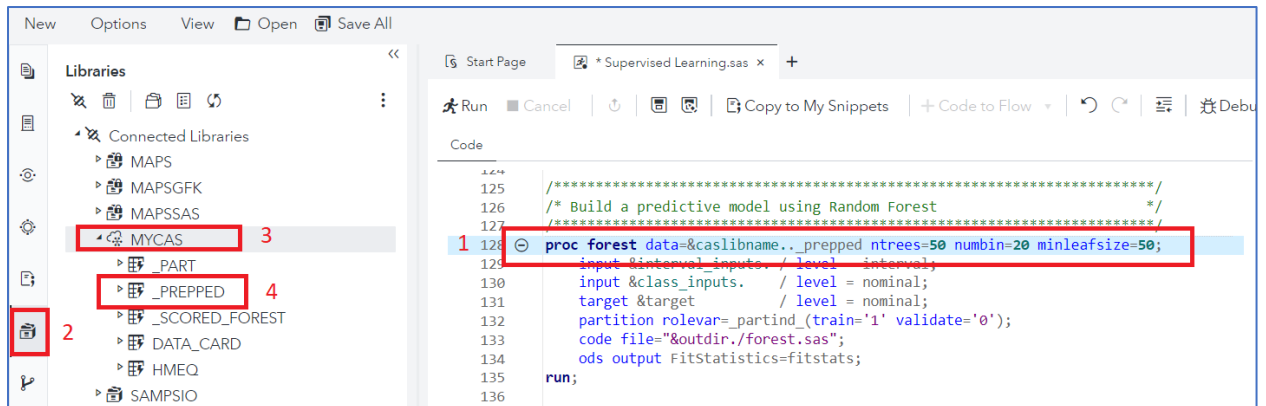 New Options View Open Save All
Libraries
Connected Libraries
MAPS
MAPSGFK
MAPSSAS
MYCAS 3
_PART
_PREPPED 4
_SCORED_FOREST
2
DATA_CARD
HMEQ
SAMPSIO
Start Page * Supervised Learning.sas × +
Run Cancel Copy to My Snippets + Code to Flow Debu
Code
124
125 /************************************************************************/
126 /* Build a predictive model using Random Forest */
127 /************************************************************************/
1 128 proc forest data=&caslibname.._prepped ntrees=50 numbin=20 minleafsize=50;
129 input &interval_inputs. / level = interval;
130 input &class_inputs. / level = nominal;
131 target &target / level = nominal;
132 partition rolevar=_partind_(train='1' validate='0');
133 code file="&outdir./forest.sas";
134 ods output FitStatistics=fitstats;
135 run;
136